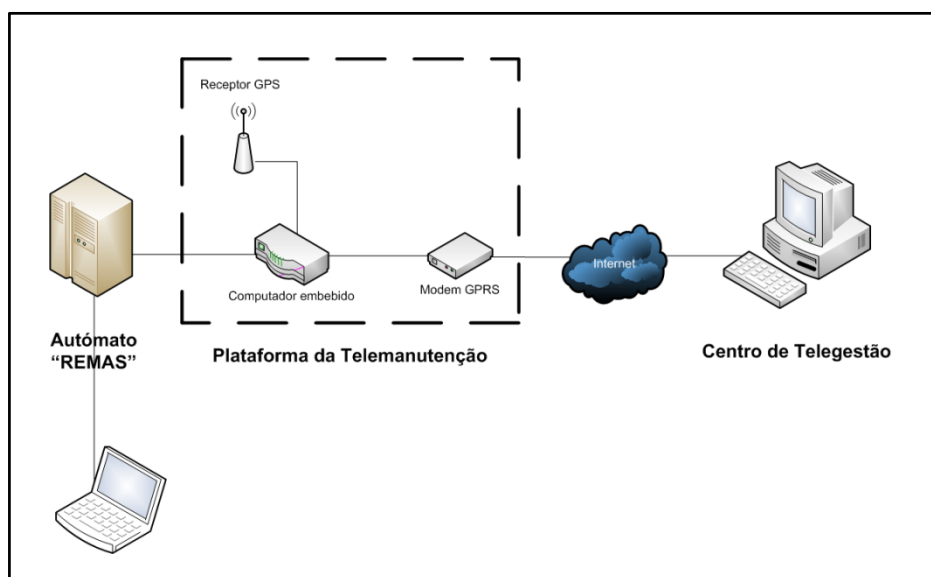 Receptor GPS
Computador embebido
Modem GPRS
Internet
Autómato
“REMAS”
Plataforma da Telemanutenção
Centro de Telegestão